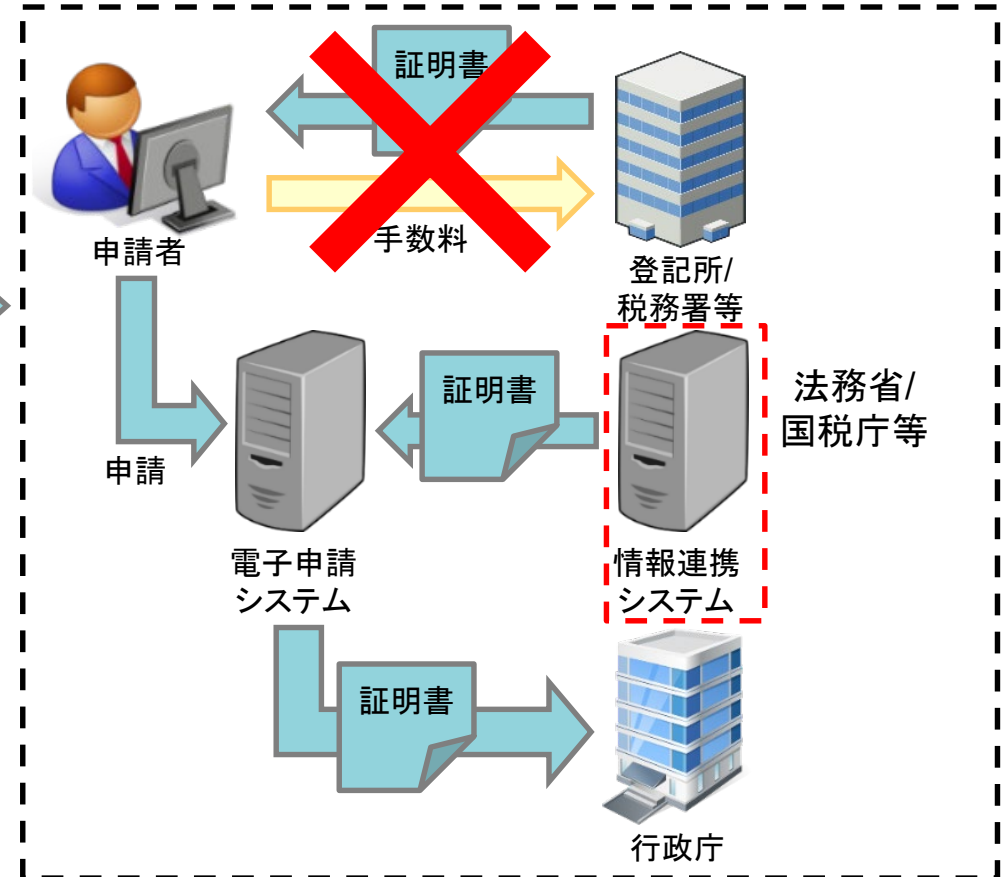 証明書
手数料
申請者
登記所/
税務署等
証明書
法務省/
国税庁等
申請
電子申請
システム
情報連携
システム
証明書
行政庁